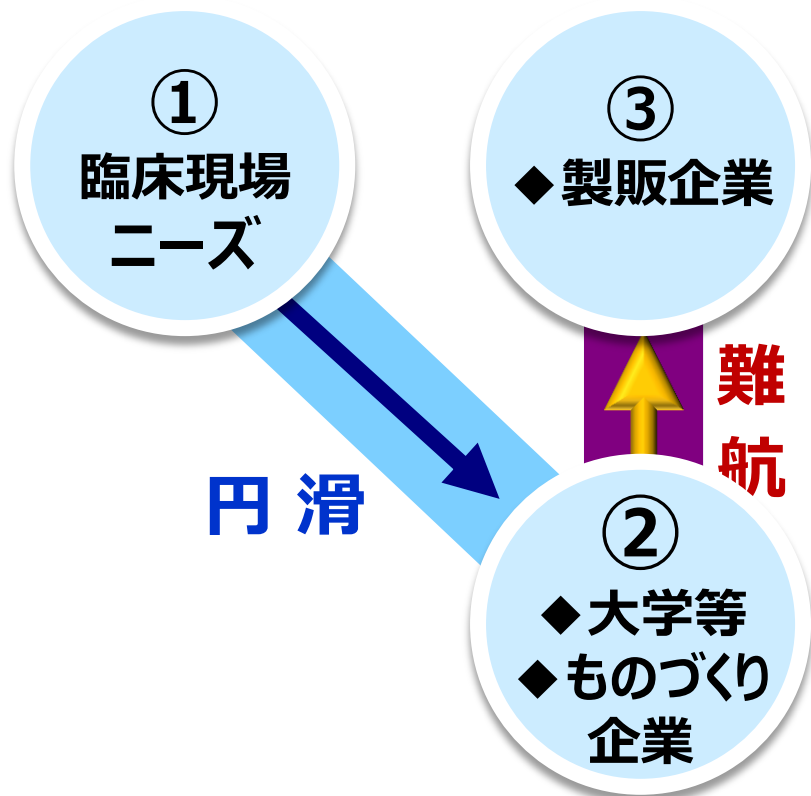 ①
臨床現場
ニーズ
③
◆製販企業
難
航
円滑
②
◆大学等
◆ものづくり
企業